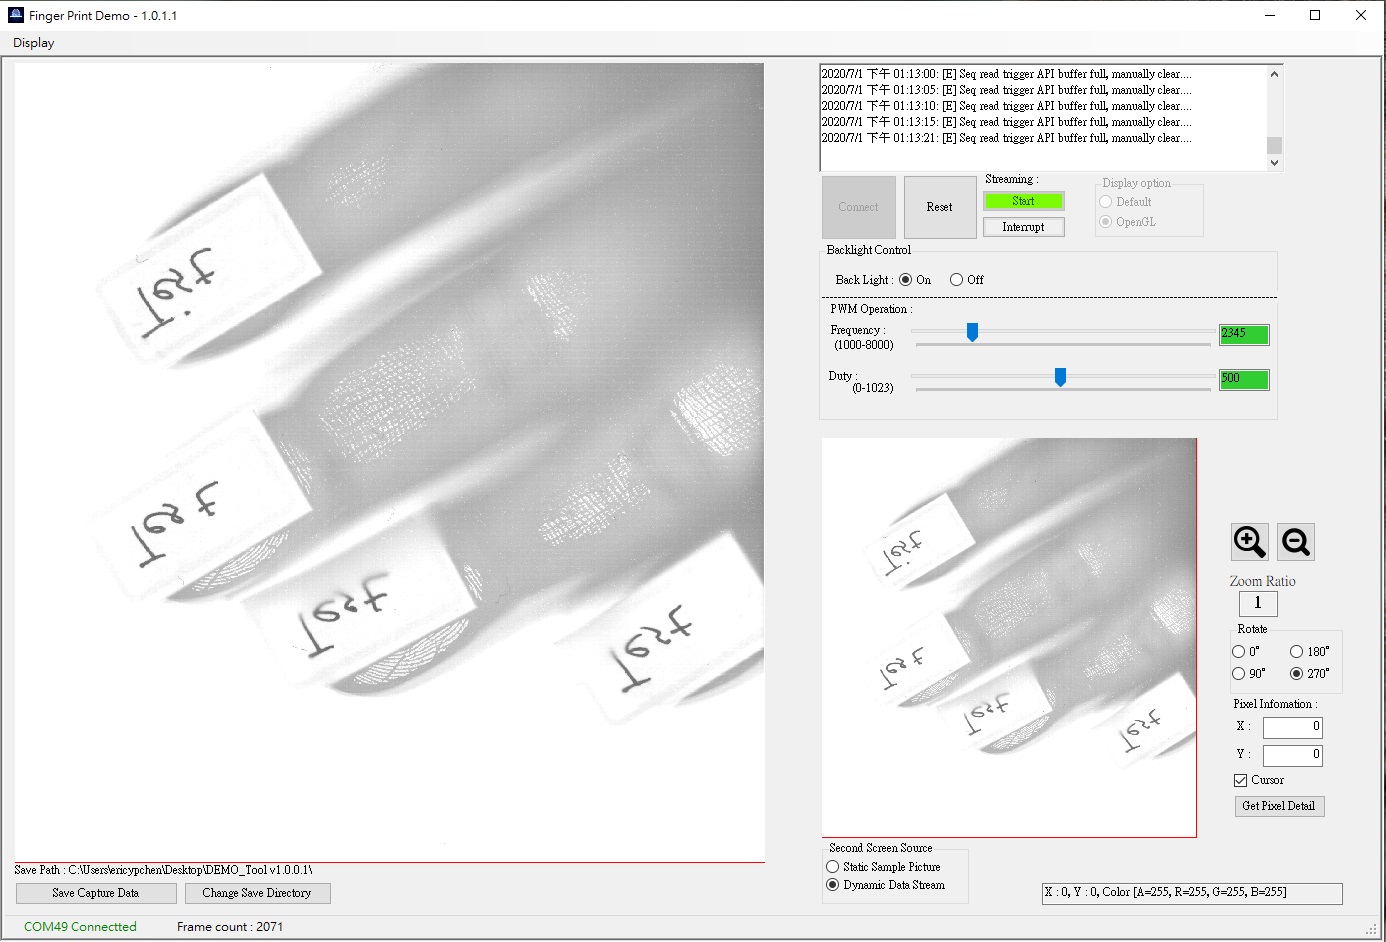 Finger Print Demo - 1.0.1.1
Display
2020/7/1 下午 01:13:00: [E] Seq read trigger API buffer full, manually clear....
2020/7/1 下午 01:13:05: [E] Seq read trigger API buffer full, manually clear....
2020/7/1 下午 01:13:10: [E] Seq read trigger API buffer full, manually clear....
2020/7/1 下午 01:13:15: [E] Seq read trigger API buffer full, manually clear....
2020/7/1 下午 01:13:21: [E] Seq read trigger API buffer full, manually clear....
Connect
Reset
Streaming :
Start
Interrupt
Display option
Default
OpenGL
Backlight Control
Back Light : On Off
PWM Operation :
Frequency :
(1000-8000)
2345
Duty :
(0-1023)
500
Test
Test
Test
Test
Test
Test
Test
Test
Zoom Ratio
1
Rotate
0° 180°
90° 270°
Pixel Infomation :
X : 0
Y : 0
Cursor
Get Pixel Detail
Second Screen Source
Static Sample Picture
Dynamic Data Stream
X : 0, Y : 0, Color [A=255, R=255, G=255, B=255]
Save Path : C:\Users\ericypchen\Desktop\DEMO_Tool v1.0.0.1\
Save Capture Data
Change Save Directory
COM49 Connectted
Frame count : 2071